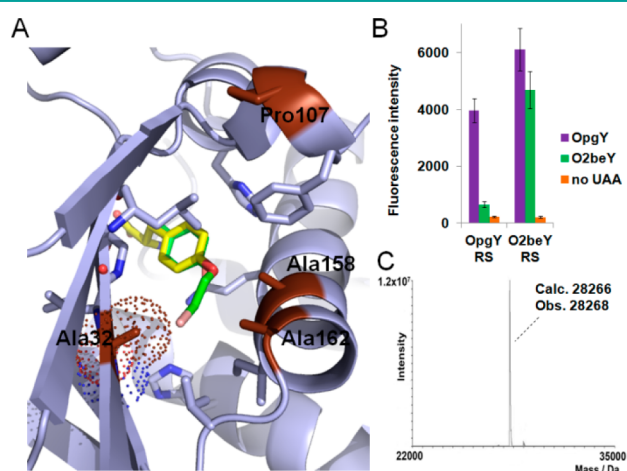 A
Pro107
Ala158
Ala32
Ala162
B
Fluorescence intensity
6000
4000
2000
0
OpgY
O2beY
no UAA
OpgY
RS
O2beY
RS
C
1.2x10⁷
Intensity
Calc. 28266
Obs. 28268
22000
35000
Mass / Da